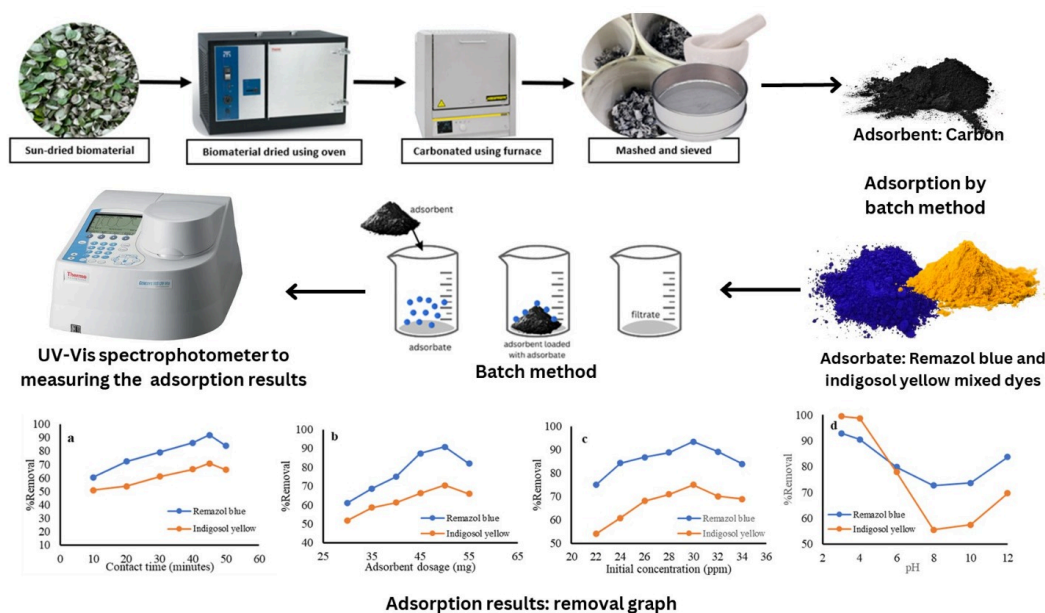 Sun-dried biomaterial
Biomaterial dried using oven
Carbonated using furnace
Mashed and sieved
Adsorbent: Carbon
Adsorption by
batch method
adsorbent
adsorbate
adsorbent loaded
with adsorbate
filtrate
Batch method
Thermo
UV-Vis spectrophotometer to
measuring the  adsorption results
Adsorbate: Remazol blue and
indigosol yellow mixed dyes
a
%Removal
100
90
80
70
60
50
40
30
20
10
Remazol blue
Indigosol yellow
0
20
40
60
Contact time (minutes)
b
%Removal
100
90
80
70
60
50
40
Remazol blue
Indigosol yellow
25
35
45
55
65
Adsorbent dosage (mg)
c
%Removal
100
90
80
70
60
50
Remazol blue
Indigosol yellow
20
22
24
26
28
30
32
34
36
Initial concentration (ppm)
d
%Removal
100
90
80
70
60
50
Remazol blue
Indigosol yellow
2
4
6
8
10
12
pH
Adsorption results: removal graph